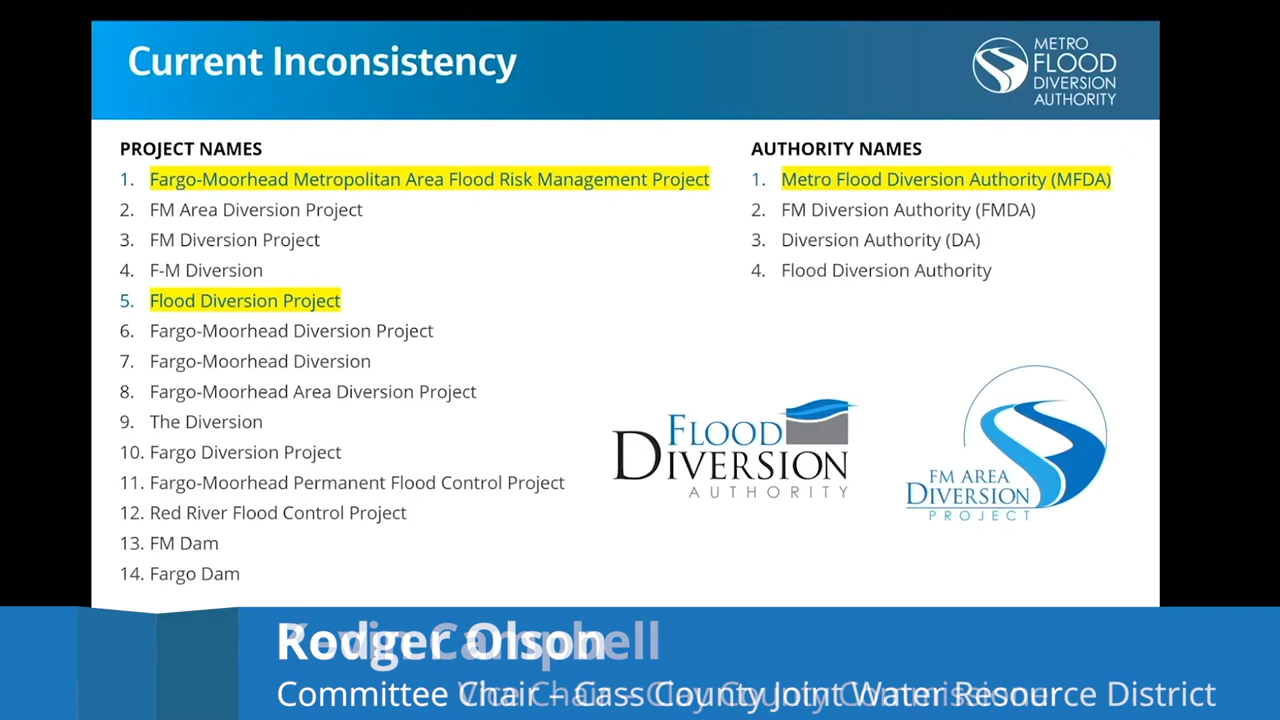 Current Inconsistency
METRO
FLOOD
DIVERSION
AUTHORITY
PROJECT NAMES
1. Fargo-Moorhead Metropolitan Area Flood Risk Management Project
2. FM Area Diversion Project
3. FM Diversion Project
4. F-M Diversion
5. Flood Diversion Project
6. Fargo-Moorhead Diversion Project
7. Fargo-Moorhead Diversion
8. Fargo-Moorhead Area Diversion Project
9. The Diversion
10. Fargo Diversion Project
11. Fargo-Moorhead Permanent Flood Control Project
12. Red River Flood Control Project
13. FM Dam
14. Fargo Dam
AUTHORITY NAMES
1. Metro Flood Diversion Authority (MFDA)
2. FM Diversion Authority (FMDA)
3. Diversion Authority (DA)
4. Flood Diversion Authority
FLOOD
DIVERSION
AUTHORITY
FM AREA
DIVERSION
PROJECT
Rodger Olson
Campbell
Committee Chair – Cass County Joint Water Resource District
Vice Chair – Clay County